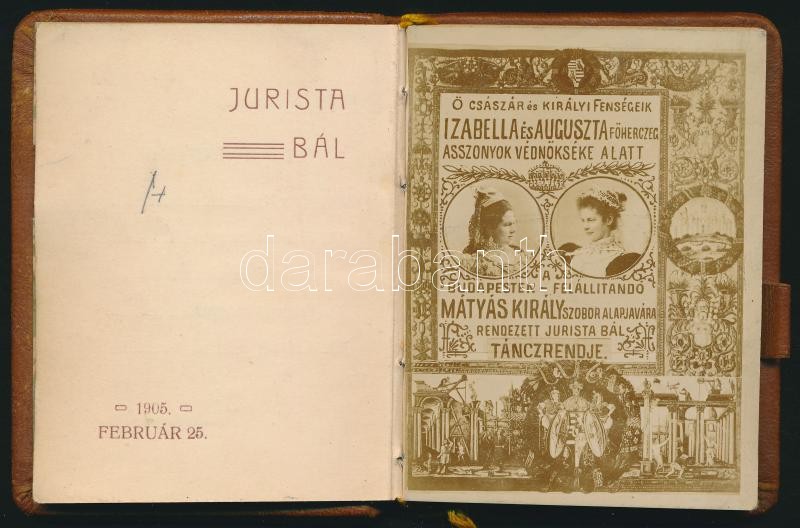 JURISTA
BÁL
1905.
FEBRUÁR 25.
Ő CSÁSZÁR és KIRÁLYI FENSÉGEIK
IZABELLA és AUGUSZTA FŐHERCZEG
ASSZONYOK VÉDNÖKSÉKE ALATT
A
BUDAPESTEN – FELÁLLITANDÓ
MÁTYÁS KIRÁLY SZOBOR ALAPJAVÁRA
RENDEZETT JURISTA BÁL
TÁNCZRENDJE.
darabanth